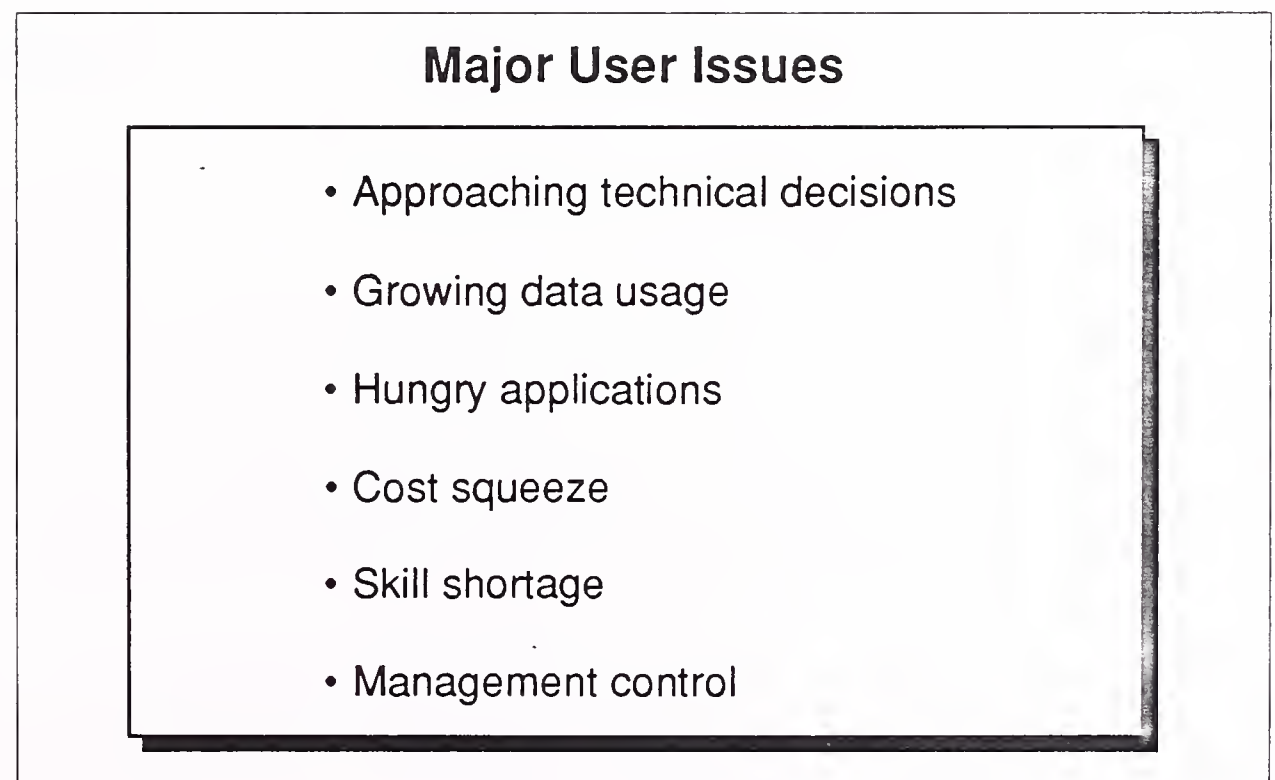 Major User Issues
• Approaching technical decisions
• Growing data usage
• Hungry applications
• Cost squeeze
• Skill shortage
• Management control